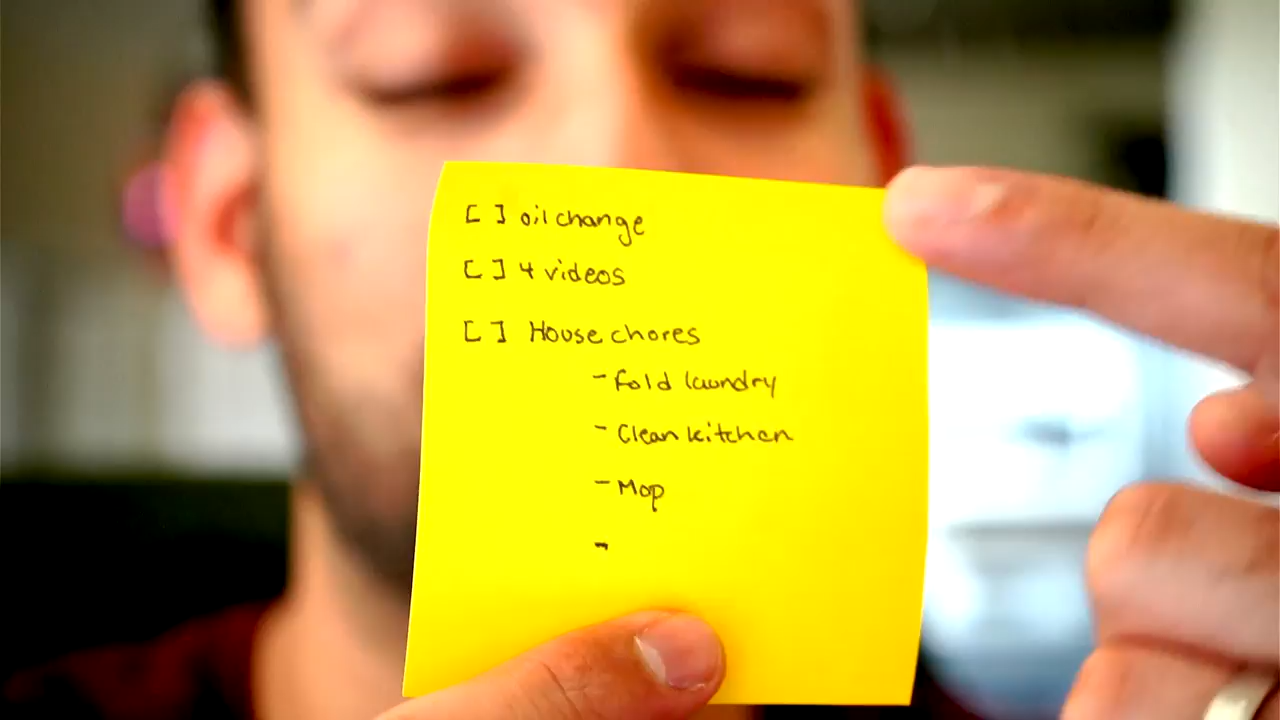 [ ] oil change
[ ] 4 videos
[ ] House chores
- Fold laundry
- Clean kitchen
- Mop
-